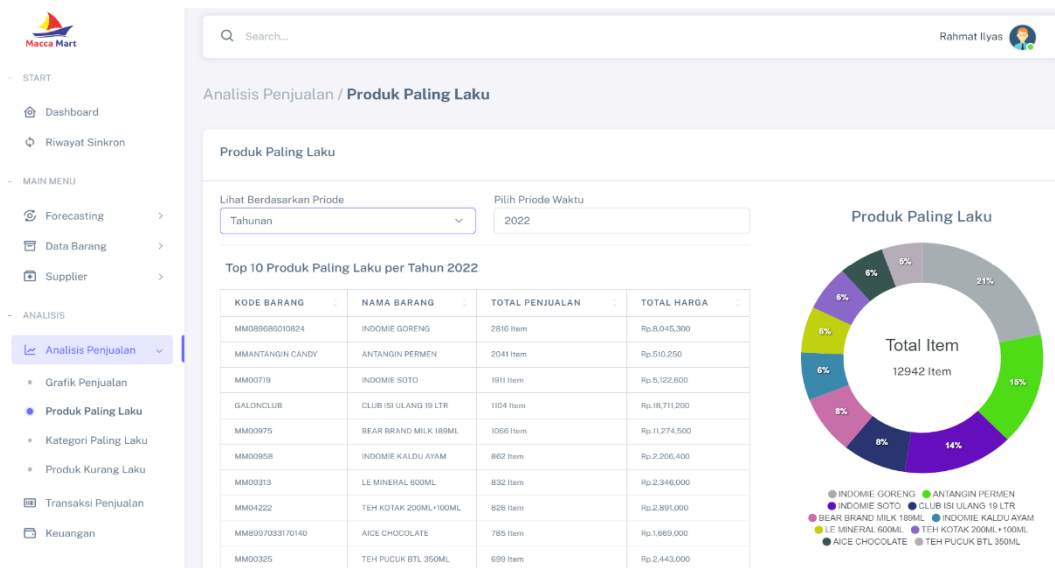 Macca Mart
Search...
Rahmat Ilyas
START
Dashboard
Riwayat Sinkron
MAIN MENU
Forecasting
Data Barang
Supplier
ANALISIS
Analisis Penjualan
Grafik Penjualan
Produk Paling Laku
Kategori Paling Laku
Produk Kurang Laku
Transaksi Penjualan
Keuangan
Analisis Penjualan / Produk Paling Laku
Produk Paling Laku
Lihat Berdasarkan Priode
Tahunan
Pilih Priode Waktu
2022
Top 10 Produk Paling Laku per Tahun 2022
KODE BARANG NAMA BARANG TOTAL PENJUALAN TOTAL HARGA
MM089686010824 INDOMIE GORENG 2816 Item Rp.8,045,300
MMANTANGIN CANDY ANTANGIN PERMEN 2041 Item Rp.510,250
MM00719 INDOMIE SOTO 1911 Item Rp.5,122,600
GALONCLUB CLUB ISI ULANG 19 LTR 1104 Item Rp.18,711,200
MM00975 BEAR BRAND MILK 189ML 1066 Item Rp.11,274,500
MM00958 INDOMIE KALDU AYAM 862 Item Rp.2,206,400
MM09313 LE MINERAL 600ML 832 Item Rp.2,346,000
MM04222 TEH KOTAK 200ML+100ML 826 Item Rp.2,891,000
MM8997033170140 AICE CHOCOLATE 785 Item Rp.1,669,000
MM00325 TEH PUCUK BTL 350ML 699 Item Rp.2,443,000
Produk Paling Laku
21%
15%
14%
8%
8%
6%
6%
6%
6%
5%
Total Item
12942 Item
INDOMIE GORENG ANTANGIN PERMEN
INDOMIE SOTO CLUB ISI ULANG 19 LTR
BEAR BRAND MILK 189ML INDOMIE KALDU AYAM
LE MINERAL 600ML TEH KOTAK 200ML+100ML
AICE CHOCOLATE TEH PUCUK BTL 350ML